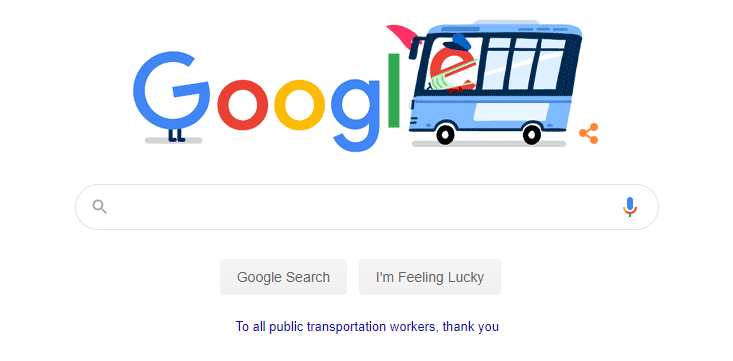 Google
Google Search
I'm Feeling Lucky
To all public transportation workers, thank you